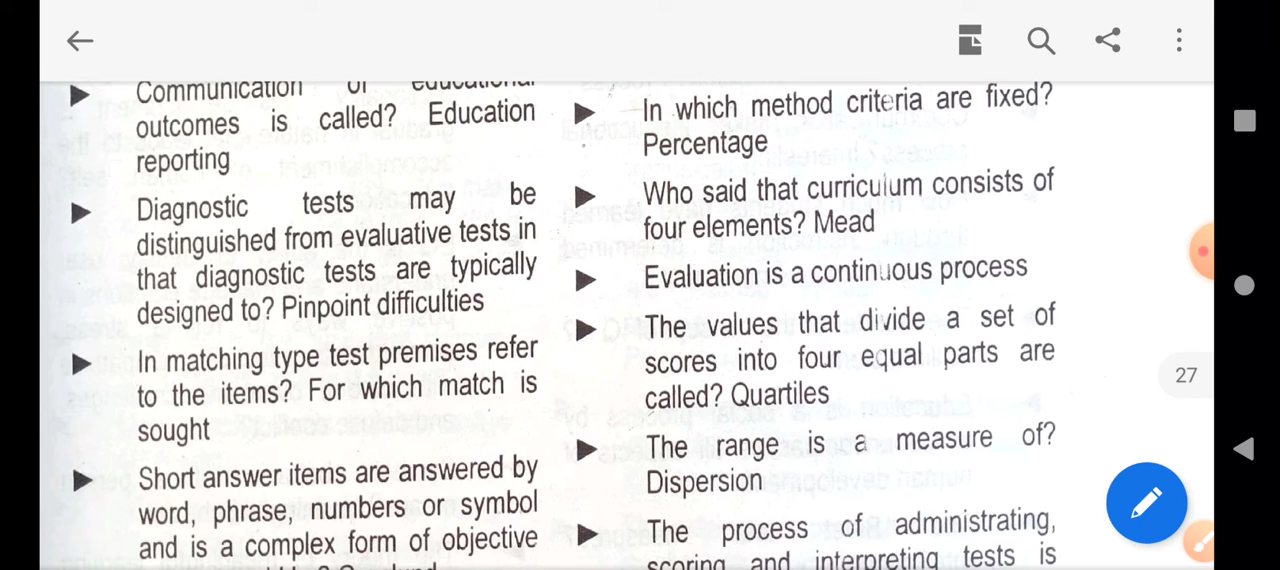 Communication of educational
outcomes is called? Education
reporting
Diagnostic tests may be
distinguished from evaluative tests in
that diagnostic tests are typically
designed to? Pinpoint difficulties
In matching type test premises refer
to the items? For which match is
sought
Short answer items are answered by
word, phrase, numbers or symbol
and is a complex form of objective
In which method criteria are fixed?
Percentage
Who said that curriculum consists of
four elements? Mead
Evaluation is a continuous process
The values that divide a set of
scores into four equal parts are
called? Quartiles
The range is a measure of?
Dispersion
The process of administrating,
scoring and interpreting tests is
27